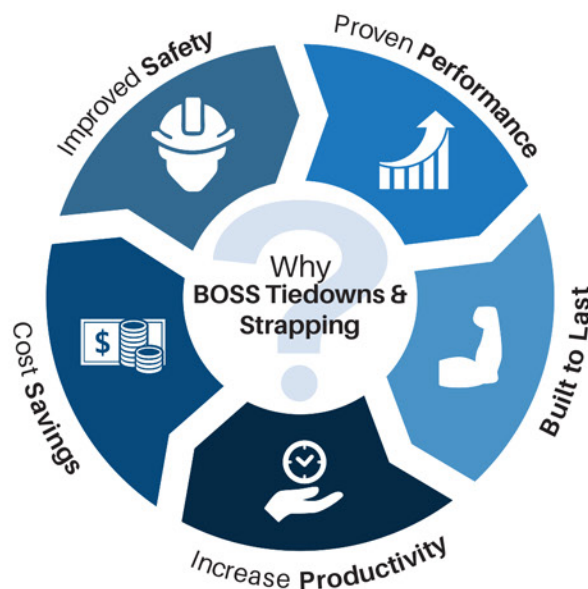 Improved Safety
Proven Performance
Why
BOSS Tiedowns &
Strapping
?
$
Built to Last
Cost Savings
Increase Productivity